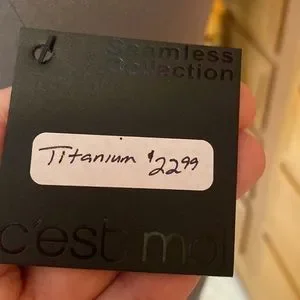 Seamless
Collection
Titanium $22.99
c'est moi